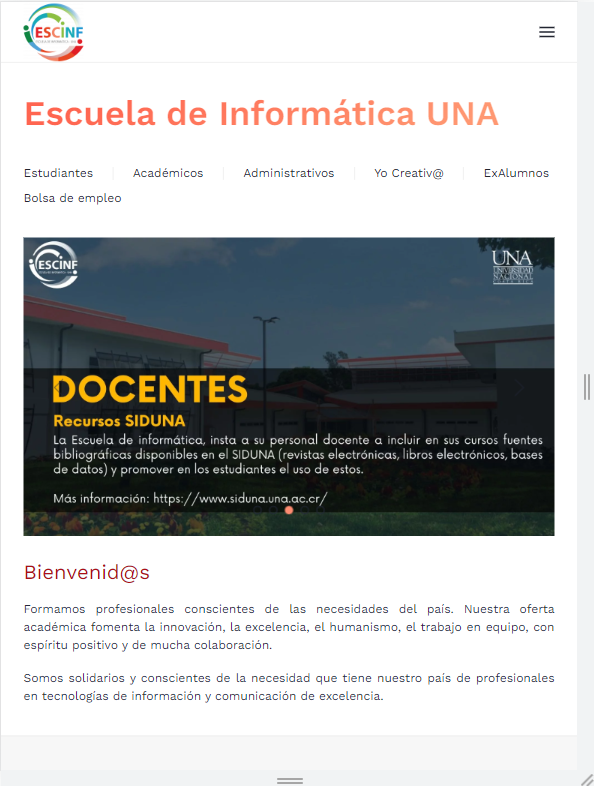 ESCINF
Escuela de Informática UNA
Estudiantes
Académicos
Administrativos
Yo Creativ@
ExAlumnos
Bolsa de empleo
ESCINF
UNA
UNIVERSIDAD
NACIONAL
DOCENTES
Recursos SIDUNA
La Escuela de informática, insta a su personal docente a incluir en sus cursos fuentes
bibliográficas disponibles en el SIDUNA (revistas electrónicas, libros electrónicos, bases
de datos) y promover en los estudiantes el uso de estos.
Más información: https://www.siduna.una.ac.cr/
Bienvenid@s
Formamos profesionales conscientes de las necesidades del país. Nuestra oferta
académica fomenta la innovación, la excelencia, el humanismo, el trabajo en equipo, con
espíritu positivo y de mucha colaboración.
Somos solidarios y conscientes de la necesidad que tiene nuestro país de profesionales
en tecnologías de información y comunicación de excelencia.